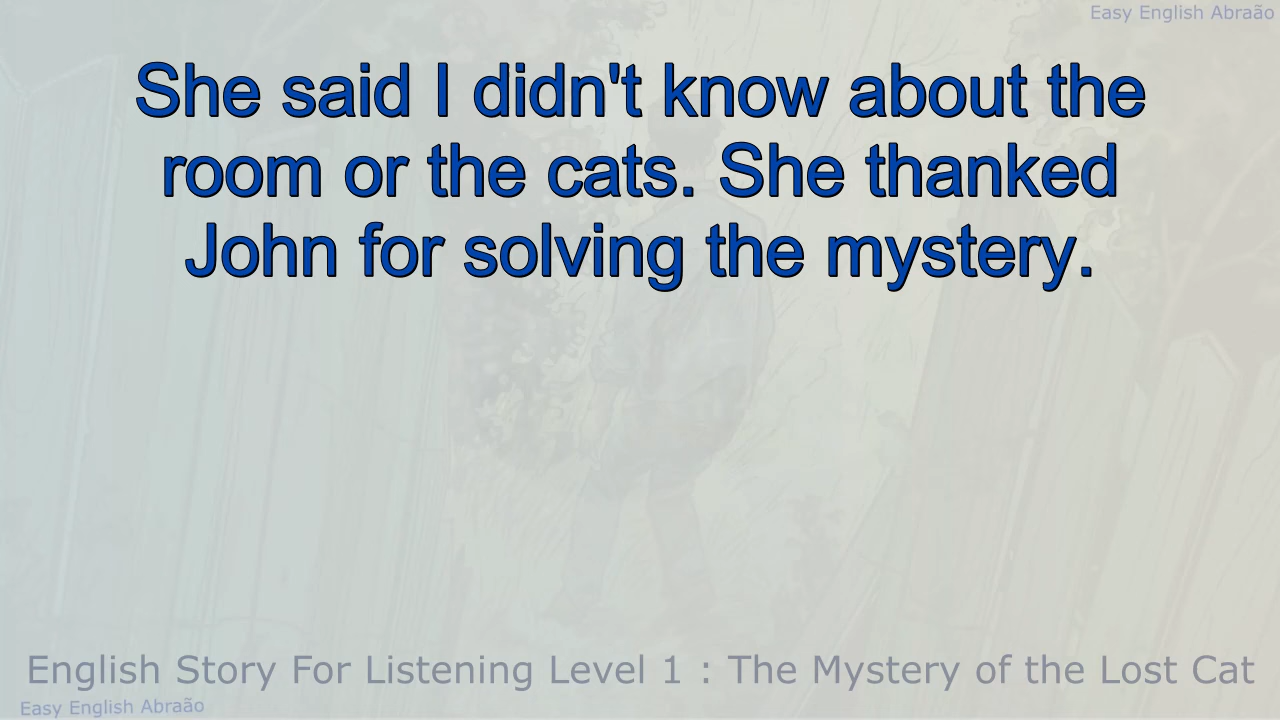 Easy English Abraão
She said I didn't know about the
room or the cats. She thanked
John for solving the mystery.
English Story For Listening Level 1 : The Mystery of the Lost Cat
Easy English Abraão